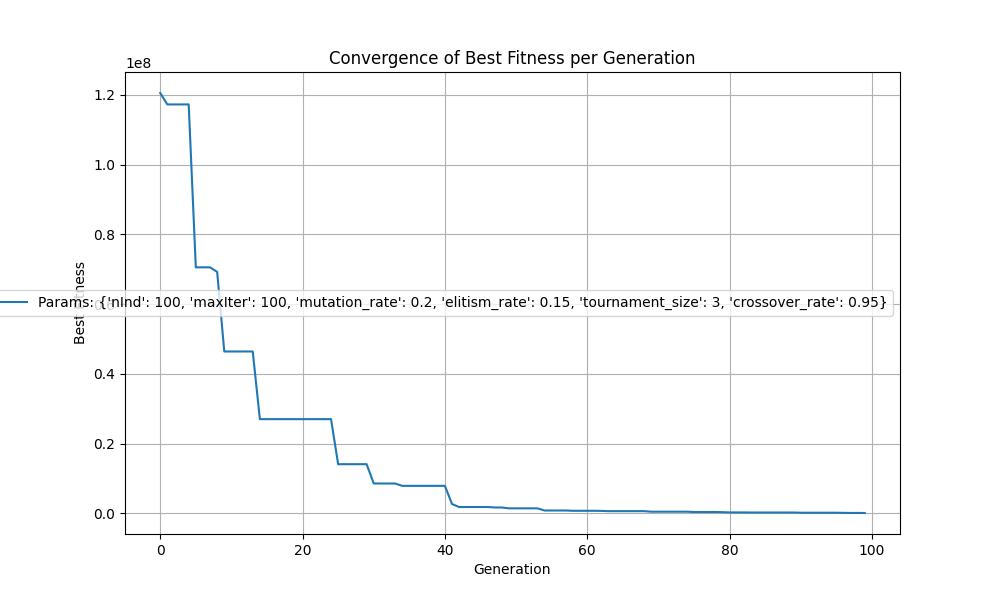 Convergence of Best Fitness per Generation
1e8
1.2
1.0
0.8
Params: {'nInd': 100, 'maxIter': 100, 'mutation_rate': 0.2, 'elitism_rate': 0.15, 'tournament_size': 3, 'crossover_rate': 0.95}
0.4
0.2
0.0
Best
0 20 40 60 80 100
Generation